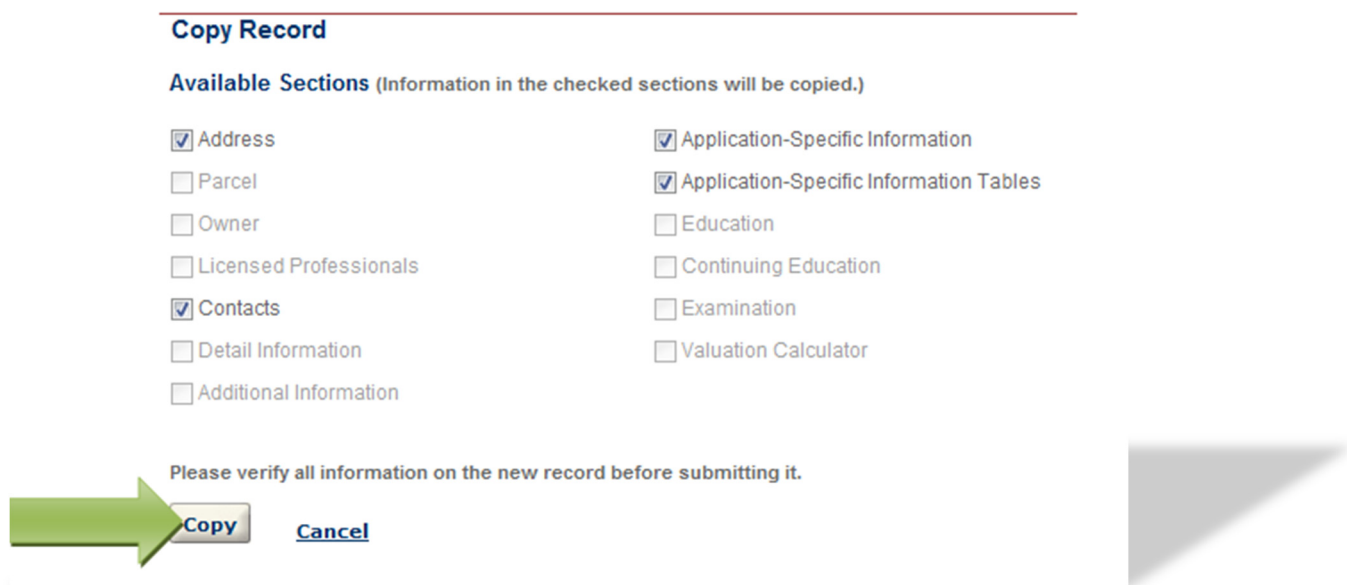 Copy Record
Available Sections (Information in the checked sections will be copied.)
Address
Parcel
Owner
Licensed Professionals
Contacts
Detail Information
Additional Information
Application-Specific Information
Application-Specific Information Tables
Education
Continuing Education
Examination
Valuation Calculator
Please verify all information on the new record before submitting it.
Copy
Cancel